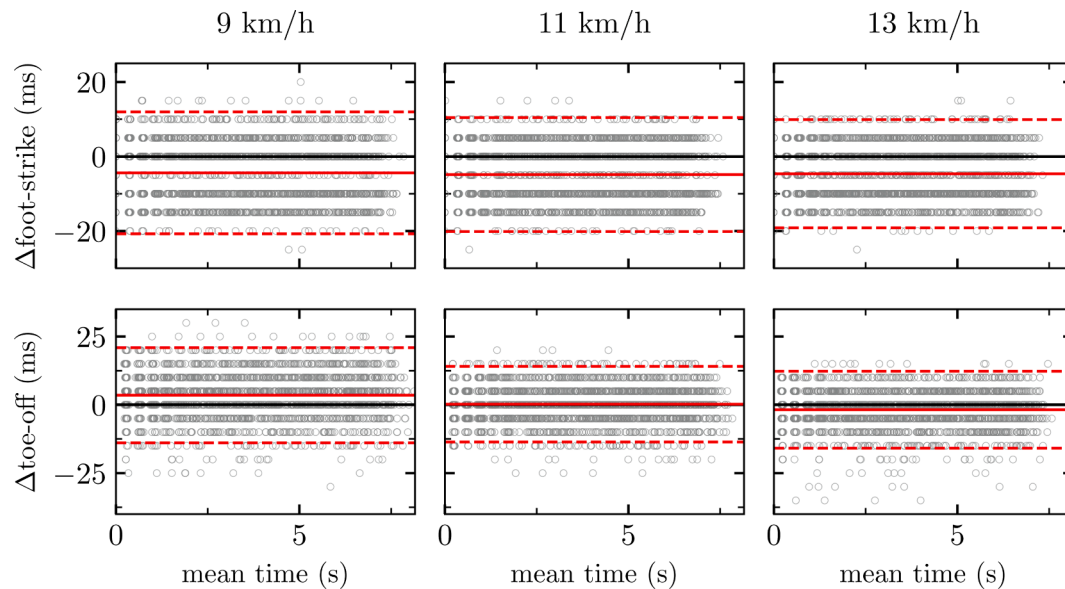 9 km/h 11 km/h 13 km/h
Δfoot-strike (ms)
20
0
−20
Δtoe-off (ms)
25
0
−25
0 5 0 5 0 5
mean time (s) mean time (s) mean time (s)